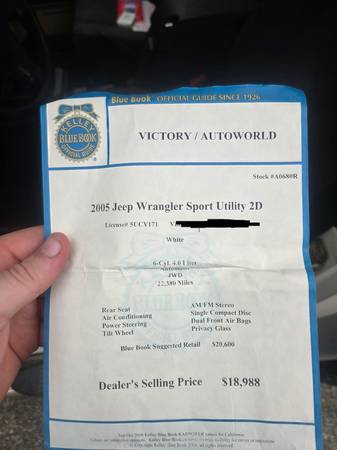 Blue Book OFFICIAL GUIDE SINCE 1926
KELLEY
BLUE BOOK
OFFICIAL GUIDE
VICTORY / AUTOWORLD
Stock #A0680R
2005 Jeep Wrangler Sport Utility 2D
License# 5UCV171
White
6-Cyl. 4.0 Liter
Automatic
4WD
22,380 Miles
Rear Seat
Air Conditioning
Power Steering
Tilt Wheel
AM/FM Stereo
Single Compact Disc
Dual Front Air Bags
Privacy Glass
Blue Book Suggested Retail $20,600
Dealer's Selling Price $18,988